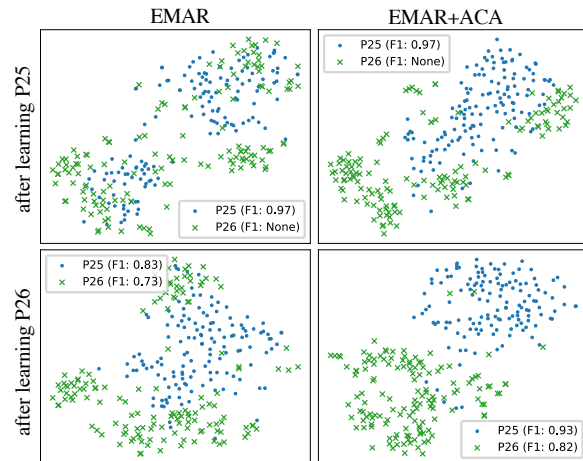 EMAR
EMAR+ACA
after learning P25
P25 (F1: 0.97)
P26 (F1: None)
P25 (F1: 0.97)
P26 (F1: None)
after learning P26
P25 (F1: 0.83)
P26 (F1: 0.73)
P25 (F1: 0.93)
P26 (F1: 0.82)